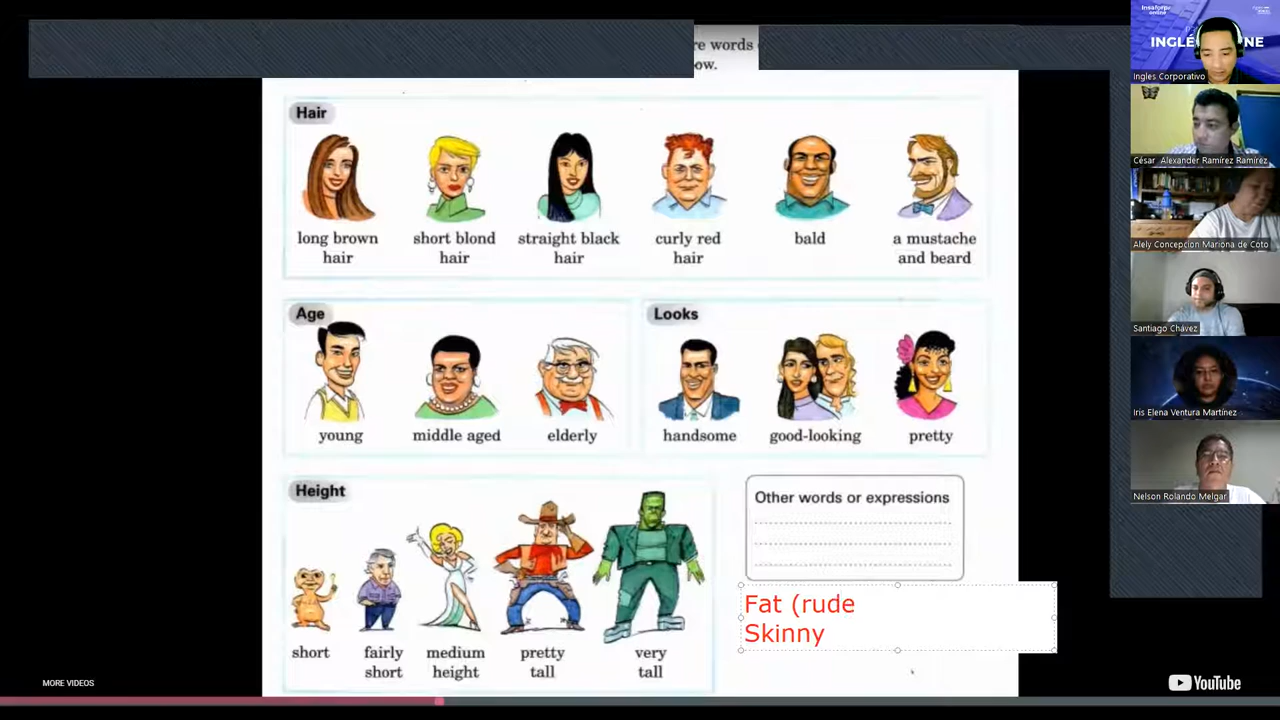 re words
ow.
Hair
long brown hair
short blond hair
straight black hair
curly red hair
bald
a mustache and beard
Age
young
middle aged
elderly
Looks
handsome
good-looking
pretty
Height
short
fairly short
medium height
pretty tall
very tall
Other words or expressions
Fat (rude
Skinny
MORE VIDEOS
YouTube
Insaforp online
INGLÉ
NE
Ingles Corporativo
César Alexander Ramírez Ramírez
Alely Concepcion Mariona de Coto
Santiago Chávez
Iris Elena Ventura Martínez
Nelson Rolando Melgar